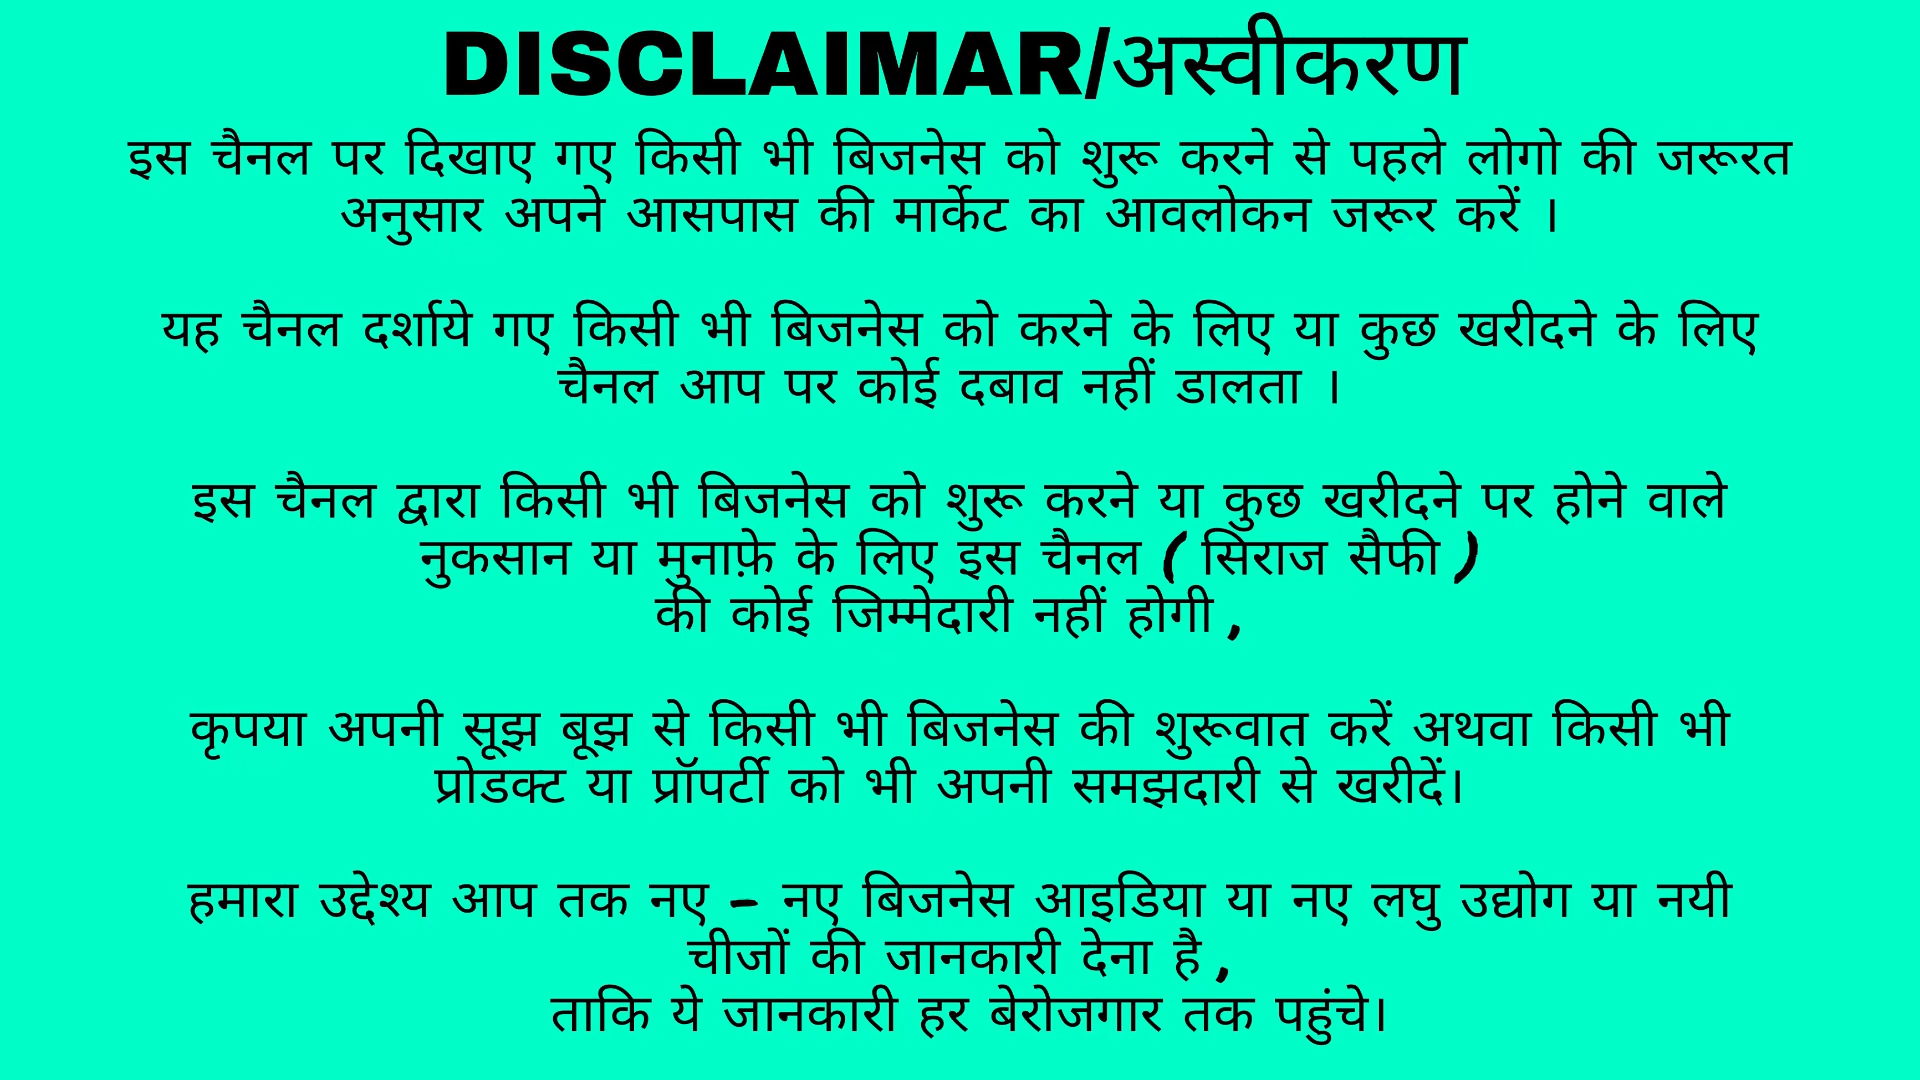 DISCLAIMAR/अस्वीकरण
इस चैनल पर दिखाए गए किसी भी बिजनेस को शुरू करने से पहले लोगो की जरूरत
अनुसार अपने आसपास की मार्केट का आवलोकन जरूर करें ।
यह चैनल दर्शाये गए किसी भी बिजनेस को करने के लिए या कुछ खरीदने के लिए
चैनल आप पर कोई दबाव नहीं डालता ।
इस चैनल द्वारा किसी भी बिजनेस को शुरू करने या कुछ खरीदने पर होने वाले
नुकसान या मुनाफ़े के लिए इस चैनल ( सिराज सैफी )
की कोई जिम्मेदारी नहीं होगी ,
कृपया अपनी सूझ बूझ से किसी भी बिजनेस की शुरूवात करें अथवा किसी भी
प्रोडक्ट या प्रॉपर्टी को भी अपनी समझदारी से खरीदें।
हमारा उद्देश्य आप तक नए - नए बिजनेस आइडिया या नए लघु उद्योग या नयी
चीजों की जानकारी देना है ,
ताकि ये जानकारी हर बेरोजगार तक पहुंचे।